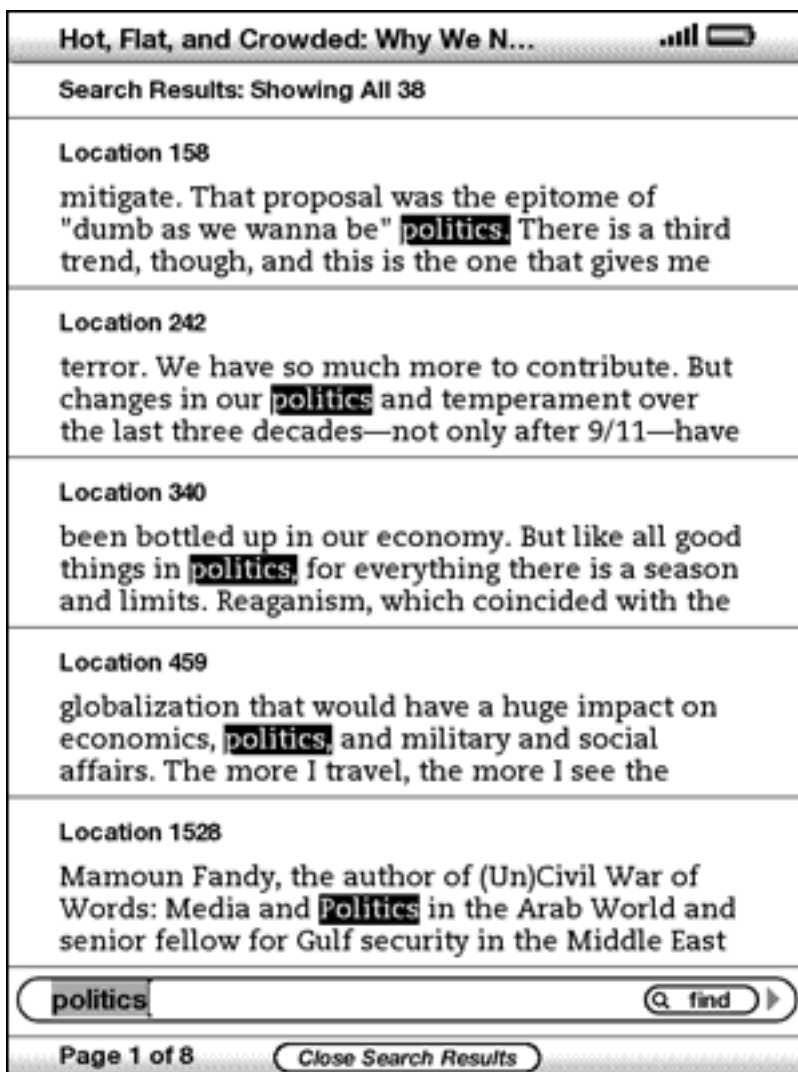 Hot, Flat, and Crowded: Why We N...
Search Results: Showing All 38
Location 158
mitigate. That proposal was the epitome of
"dumb as we wanna be" politics. There is a third
trend, though, and this is the one that gives me
Location 242
terror. We have so much more to contribute. But
changes in our politics and temperament over
the last three decades—not only after 9/11—have
Location 340
been bottled up in our economy. But like all good
things in politics, for everything there is a season
and limits. Reaganism, which coincided with the
Location 459
globalization that would have a huge impact on
economics, politics, and military and social
affairs. The more I travel, the more I see the
Location 1528
Mamoun Fandy, the author of (Un)Civil War of
Words: Media and Politics in the Arab World and
senior fellow for Gulf security in the Middle East
politics find
Page 1 of 8 Close Search Results